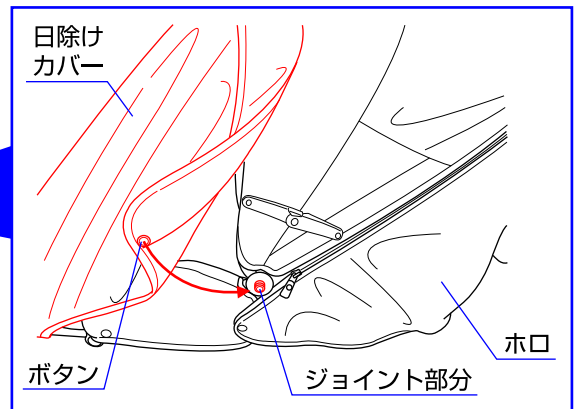 日除け
カバー
ボタン
ジョイント部分
ホロ